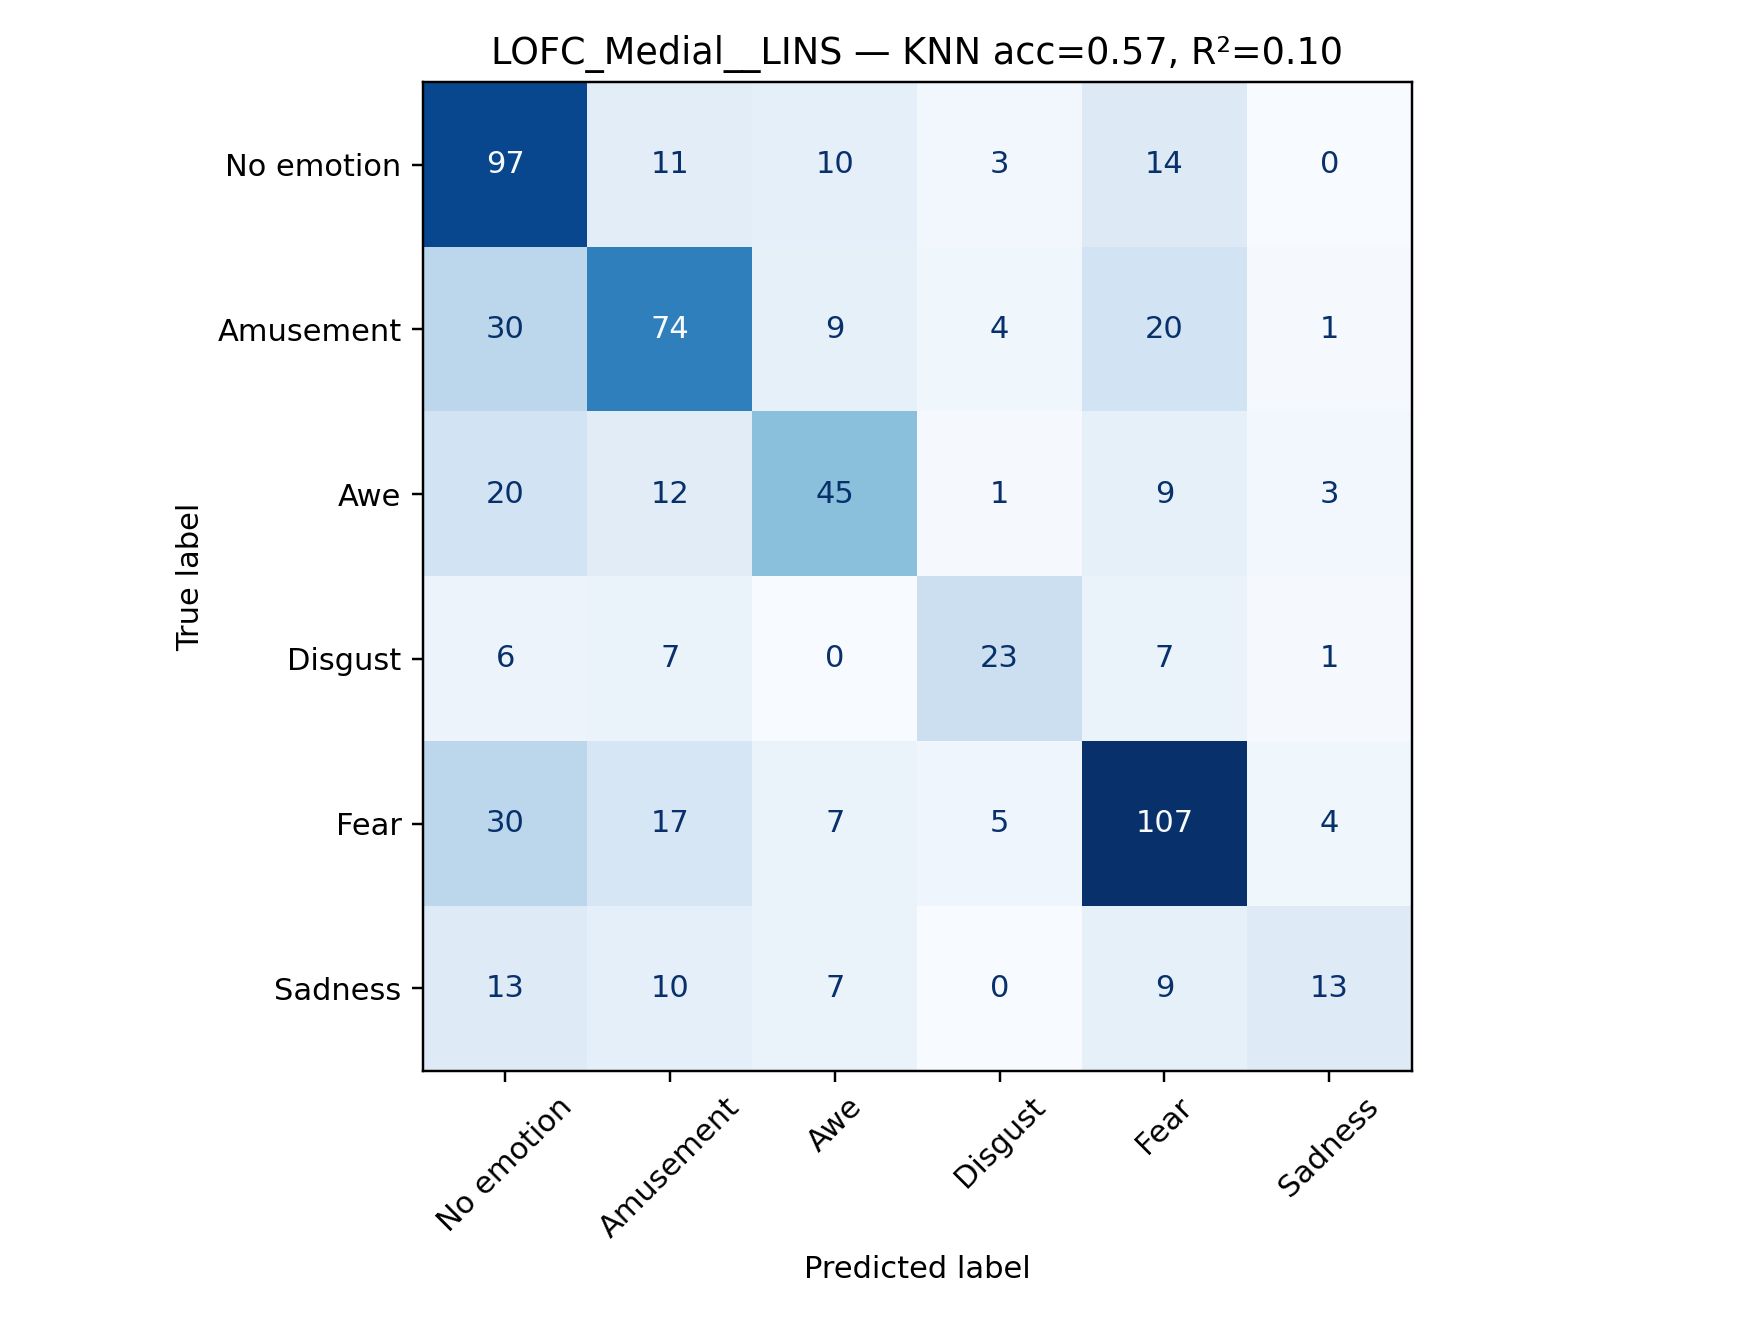 LOFC_Medial__LINS — KNN acc=0.57, R²=0.10
No emotion 97 11 10 3 14 0
Amusement 30 74 9 4 20 1
Awe 20 12 45 1 9 3
Disgust 6 7 0 23 7 1
Fear 30 17 7 5 107 4
Sadness 13 10 7 0 9 13
True label
No emotion Amusement Awe Disgust Fear Sadness
Predicted label